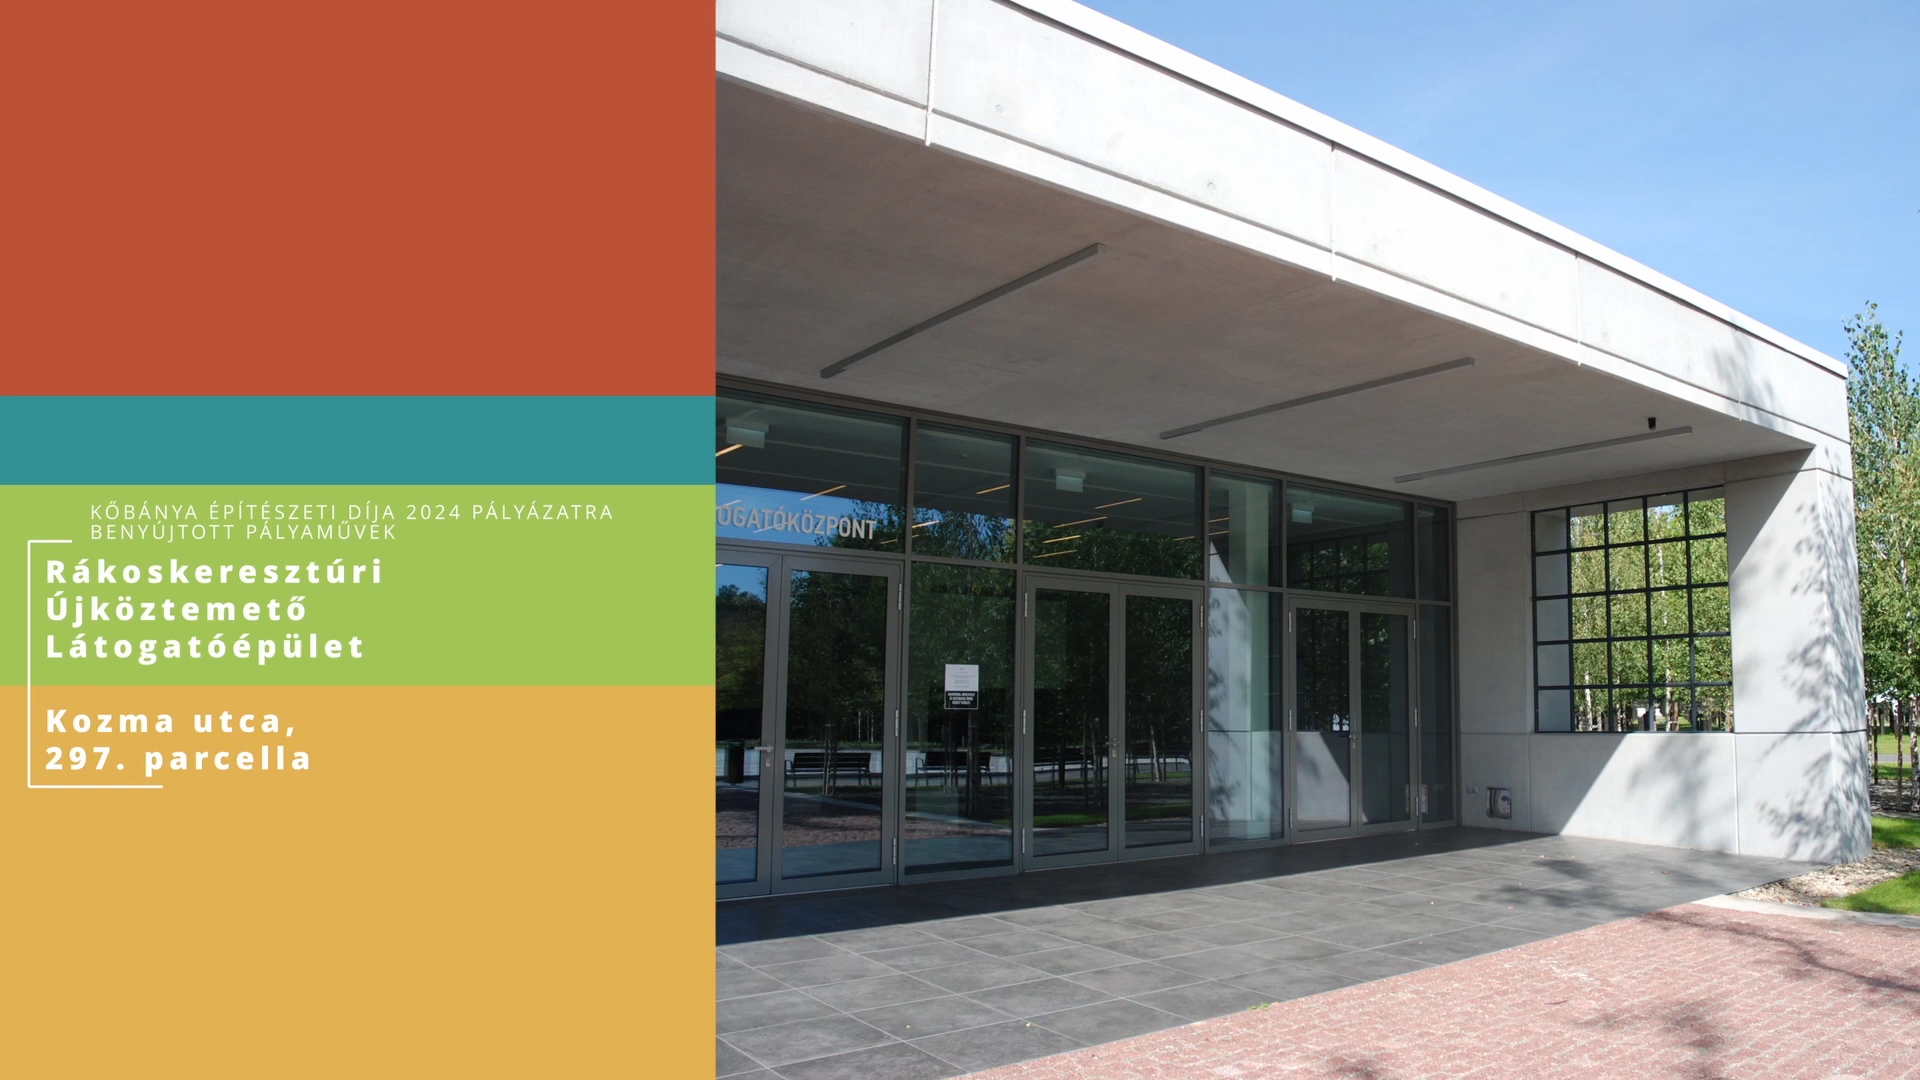 KŐBÁNYA ÉPÍTÉSZETI DÍJA 2024 PÁLYÁZATRA
BENYÚJTOTT PÁLYAMŰVEK
Rákoskeresztúri
Újköztemető
Látogatóépület
Kozma utca,
297. parcella
OGATÓKÖZPONT